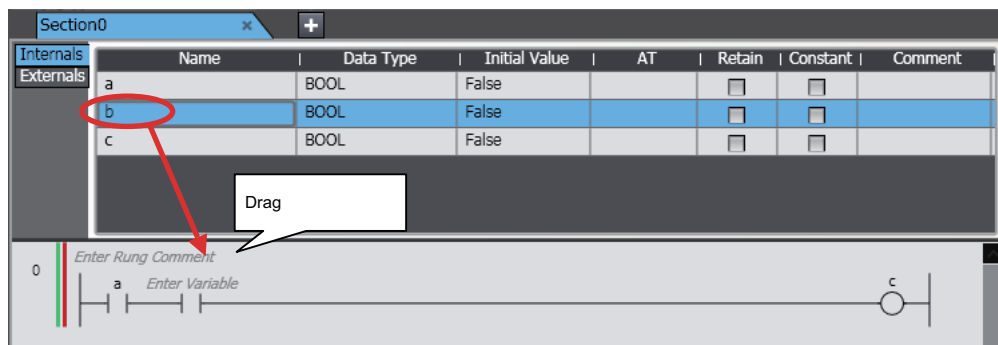 Section0 × +
Internals Name Data Type Initial Value AT Retain Constant Comment
Externals
a BOOL False
b BOOL False
c BOOL False
Drag
Enter Rung Comment
0
a Enter Variable c